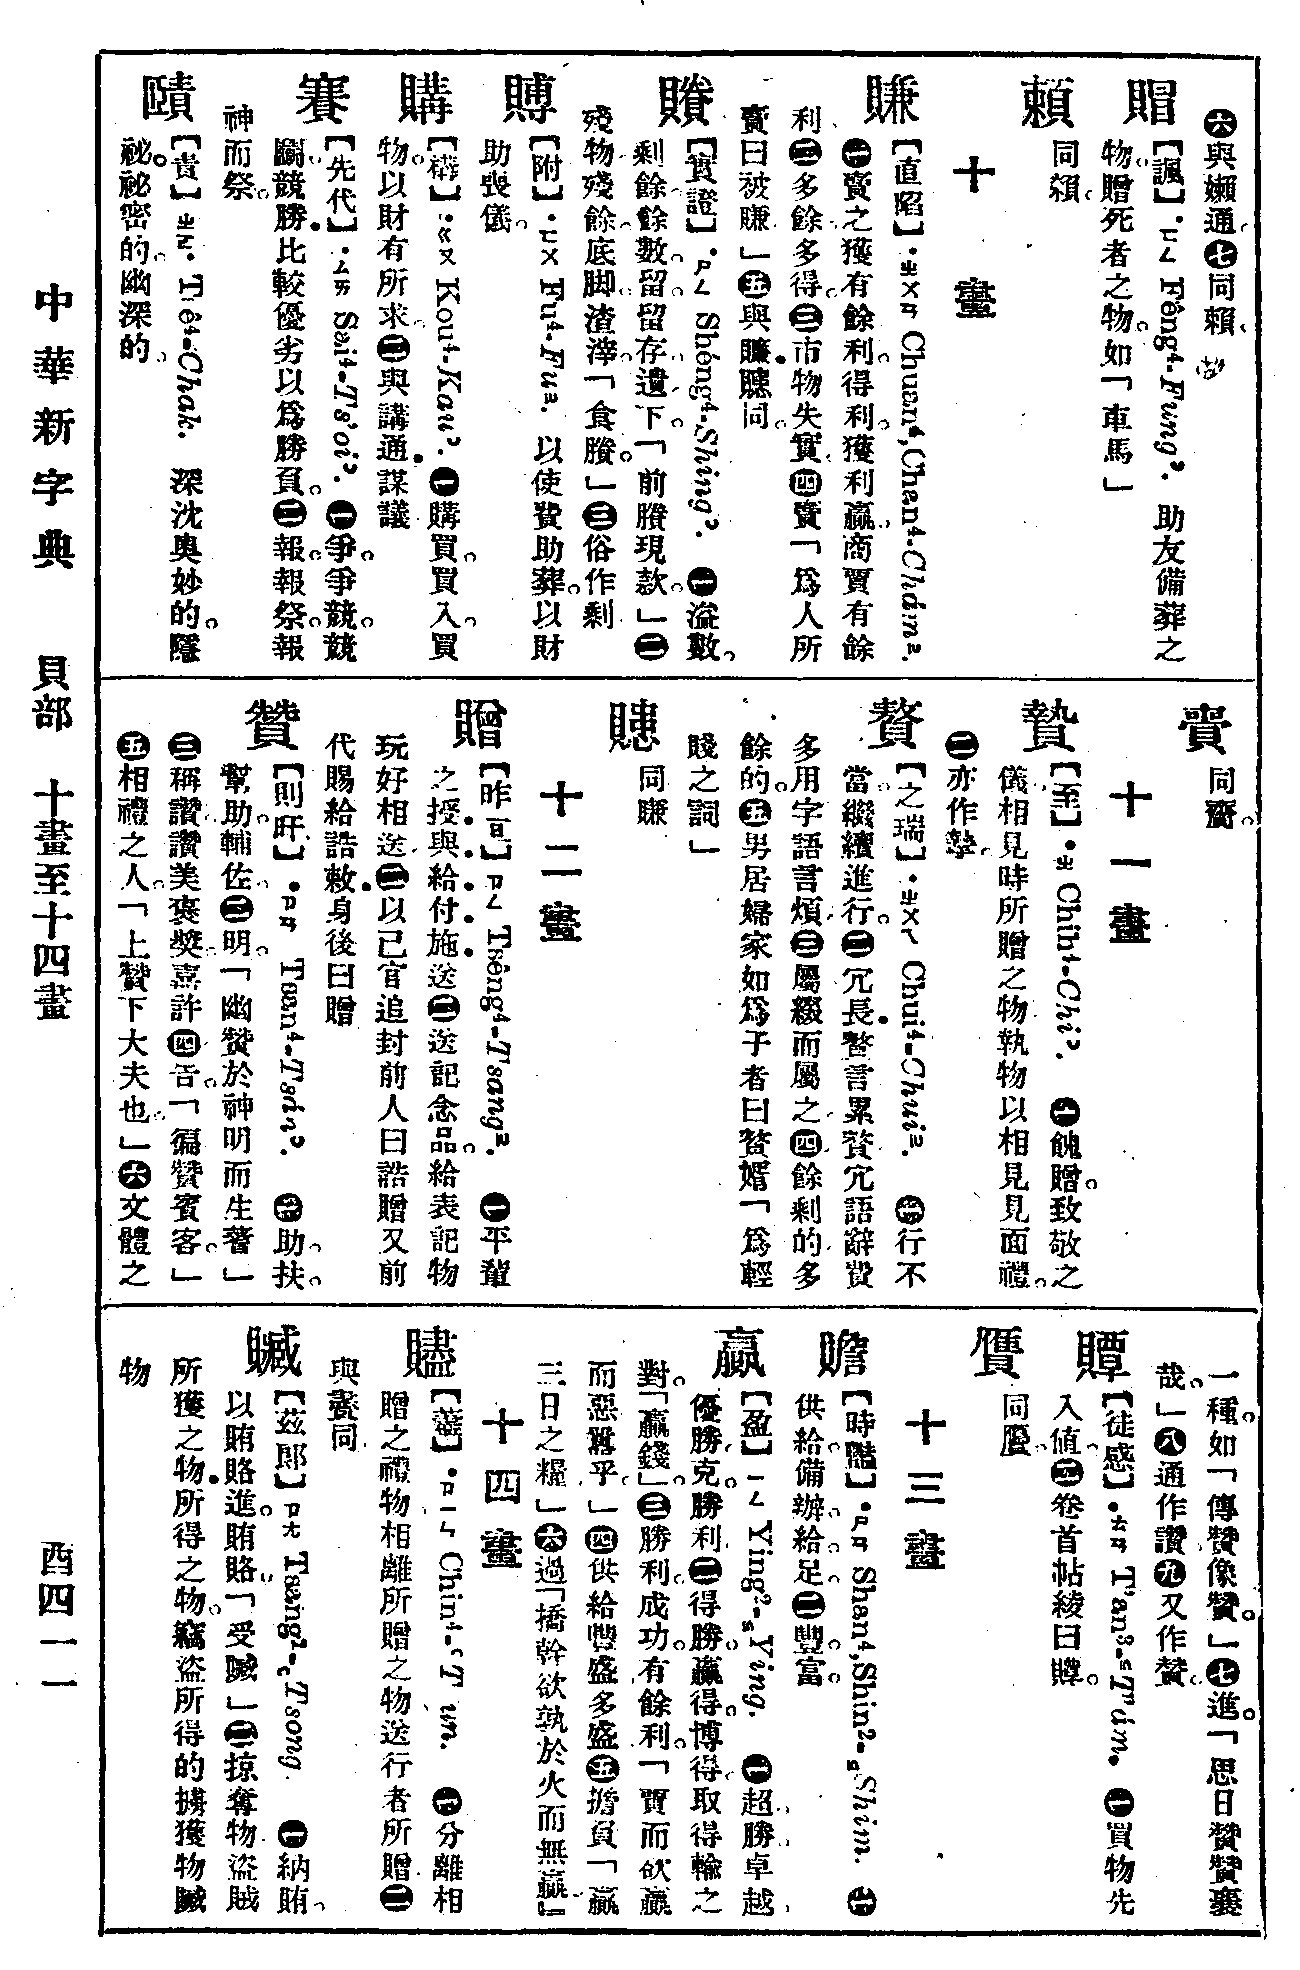 六與嬾通。七同賴。
賵【諷】•ㄈㄥ Fêng⁴-Fung³. 助友備葬之
物。贈死者之物。如「車馬」
賴 同賴。
十畫
賺【直陷】•ㄓㄨㄢ Chuan⁴, Chan⁴-Chám². 
一賣之獲有餘利。得利。獲利。贏。商賈有餘
利。二多餘。多得。三市物失實。四賣「爲人所
賣曰被賺」五與賺同。
賸【實證】•ㄕㄥ Shéng⁴-Shing³. 一溢數。
剩餘。餘數。留。留存。遺下。「前賸現款。」二
殘物。殘餘。底脚。渣滓。「食賸。」三俗作剩
賻【附】•ㄈㄨ Fu⁴-Fu². 以使費助葬。以財
助喪儀。
購【構】•ㄍㄡ Kou⁴-Kau³. 一購買。買入。買
物。以財有所求。二與講通。謀議
賽【先代】•ㄙㄞ Sai⁴-Ts'oi³. 一爭。爭競。競
鬭。競勝。比較優劣以爲勝負。二報。報祭。報
神而祭。
賾【責】ㄓㄞ• Tsê⁴-Chak. 深沈奥妙的。隱
祕。祕密的。幽深的。
賷 同齎。
十一畫
贄【至】•ㄓ Chih⁴-Chi³. 一餽贈。致敬之
儀。相見時所贈之物。執物以相見。見面禮。
二亦作摯。
贅【之瑞】•ㄓㄨㄟ Chui⁴-Chui². 一行不
當。繼續進行。二冗長。贅言。累贅。冗語。辭費
多用字語言煩。三屬。綴而屬之。四餘剩的。多
餘的。五男居婦家如爲子者曰贅婿「爲輕
賤之詞」
賺 同賺
十二畫
贈【昨亘】ㄗㄥ Tsêng⁴-Tsang². 一平輩
之授與。給付。施送。二送記念品。給表記物
玩好相送。三以己官追封前人曰誥贈又前
代賜給誥敕身後曰贈
贊【則旰】•ㄗㄢ Tsan⁴-Tsán³. 一助。扶。
幫助。輔佐。二明。「幽贊於神明而生蓍」
三稱讚。讚美。褒奬。嘉許。四告。「徧贊賓客。」
五相禮之人。「上贊下大夫也。」六文體之
一種。如「傳贊。像贊。」七進。「思日贊贊襄
哉。」八通作讚。九又作賛
贉【徒感】•ㄊㄢ T'an³-T'ám. 一買物先
入値。二卷首帖綾曰贉。
贋 同贗。
十三畫
贍【時豔】•ㄕㄢ Shan⁴, Shin²-Shim. 一
供給。備辦。給足。二豐富
贏【盈】ㄧㄥ Ying²-Ying. 一超勝。卓越。
優勝。克。勝利。二得勝。贏得。博得。取得。輸之
對。「贏錢。」三勝利。成功。有餘利。「賈而欲贏
而惡囂乎。」四供給豐盛。多盛。五擔負「贏
三日之糧」六過「橋幹欲孰於火而無贏」
十四畫
贐【藎】•ㄗㄧㄣ Chin⁴-Tun. 一分離相
贈之禮物。相離所贈之物。送行者所贈。二
與賮同
贓【茲郎】ㄗㄤ Tsang¹-Tsong. 一納賄。
以賄賂進。賄賂「受贓」二掠奪物。盜賊
所獲之物。所得之物。竊盜所得的。擄獲物。贓
物
中華新字典　貝部　十畫至十四畫　酉四一一